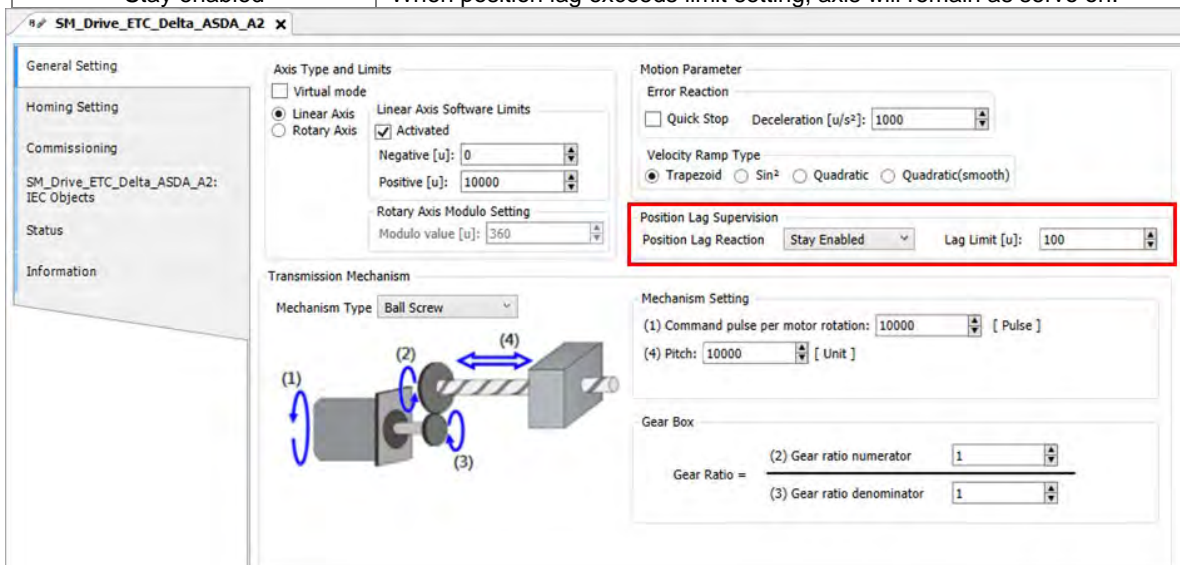 Stay enabled When position lag exceeds limit setting, axis will remain as servo on.
SM_Drive_ETC_Delta_ASDA_A2 X
General Setting
Homing Setting
Commissioning
SM_Drive_ETC_Delta_ASDA_A2:
IEC Objects
Status
Information
Axis Type and Limits
Virtual mode
Linear Axis
Rotary Axis
Linear Axis Software Limits
Activated
Negative [u]: 0
Positive [u]: 10000
Rotary Axis Modulo Setting
Modulo value [u]: 360
Motion Parameter
Error Reaction
Quick Stop Deceleration [u/s²]: 1000
Velocity Ramp Type
Trapezoid Sin² Quadratic Quadratic(smooth)
Position Lag Supervision
Position Lag Reaction Stay Enabled Lag Limit [u]: 100
Transmission Mechanism
Mechanism Type Ball Screw
(1)
(2)
(4)
(3)
Mechanism Setting
(1) Command pulse per motor rotation: 10000 [ Pulse ]
(4) Pitch: 10000 [ Unit ]
Gear Box
Gear Ratio =
(2) Gear ratio numerator 1
(3) Gear ratio denominator 1